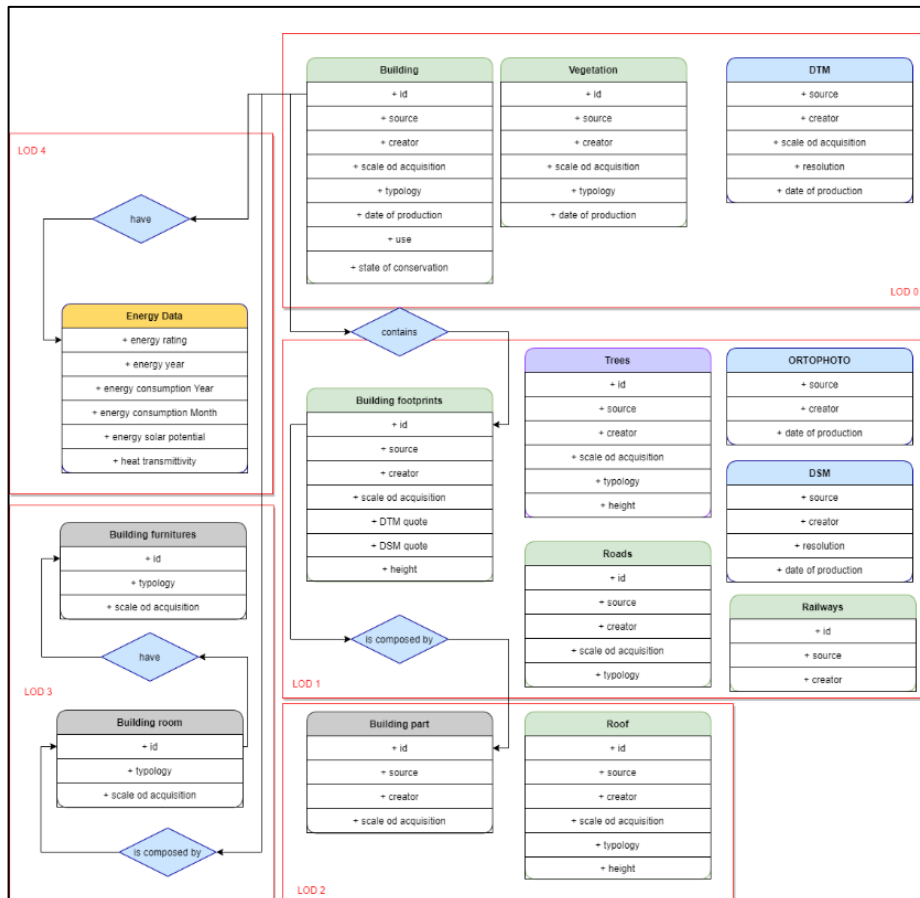 Building
+ id
+ source
+ creator
+ scale od acquisition
+ typology
+ date of production
+ use
+ state of conservation
Vegetation
+ id
+ source
+ creator
+ scale od acquisition
+ typology
+ date of production
DTM
+ source
+ creator
+ scale od acquisition
+ resolution
+ date of production
LOD 0
LOD 4
have
Energy Data
+ energy rating
+ energy year
+ energy consumption Year
+ energy consumption Month
+ energy solar potential
+ heat transmittivity
contains
Building footprints
+ id
+ source
+ creator
+ scale od acquisition
+ DTM quote
+ DSM quote
+ height
Trees
+ id
+ source
+ creator
+ scale od acquisition
+ typology
+ height
ORTOPHOTO
+ source
+ creator
+ date of production
DSM
+ source
+ creator
+ resolution
+ date of production
Roads
+ id
+ source
+ creator
+ scale od acquisition
+ typology
Railways
+ id
+ source
+ creator
is composed by
LOD 1
Building furnitures
+ id
+ typology
+ scale od acquisition
have
LOD 3
Building room
+ id
+ typology
+ scale od acquisition
is composed by
Building part
+ id
+ source
+ creator
+ scale od acquisition
Roof
+ id
+ source
+ creator
+ scale od acquisition
+ typology
+ height
LOD 2